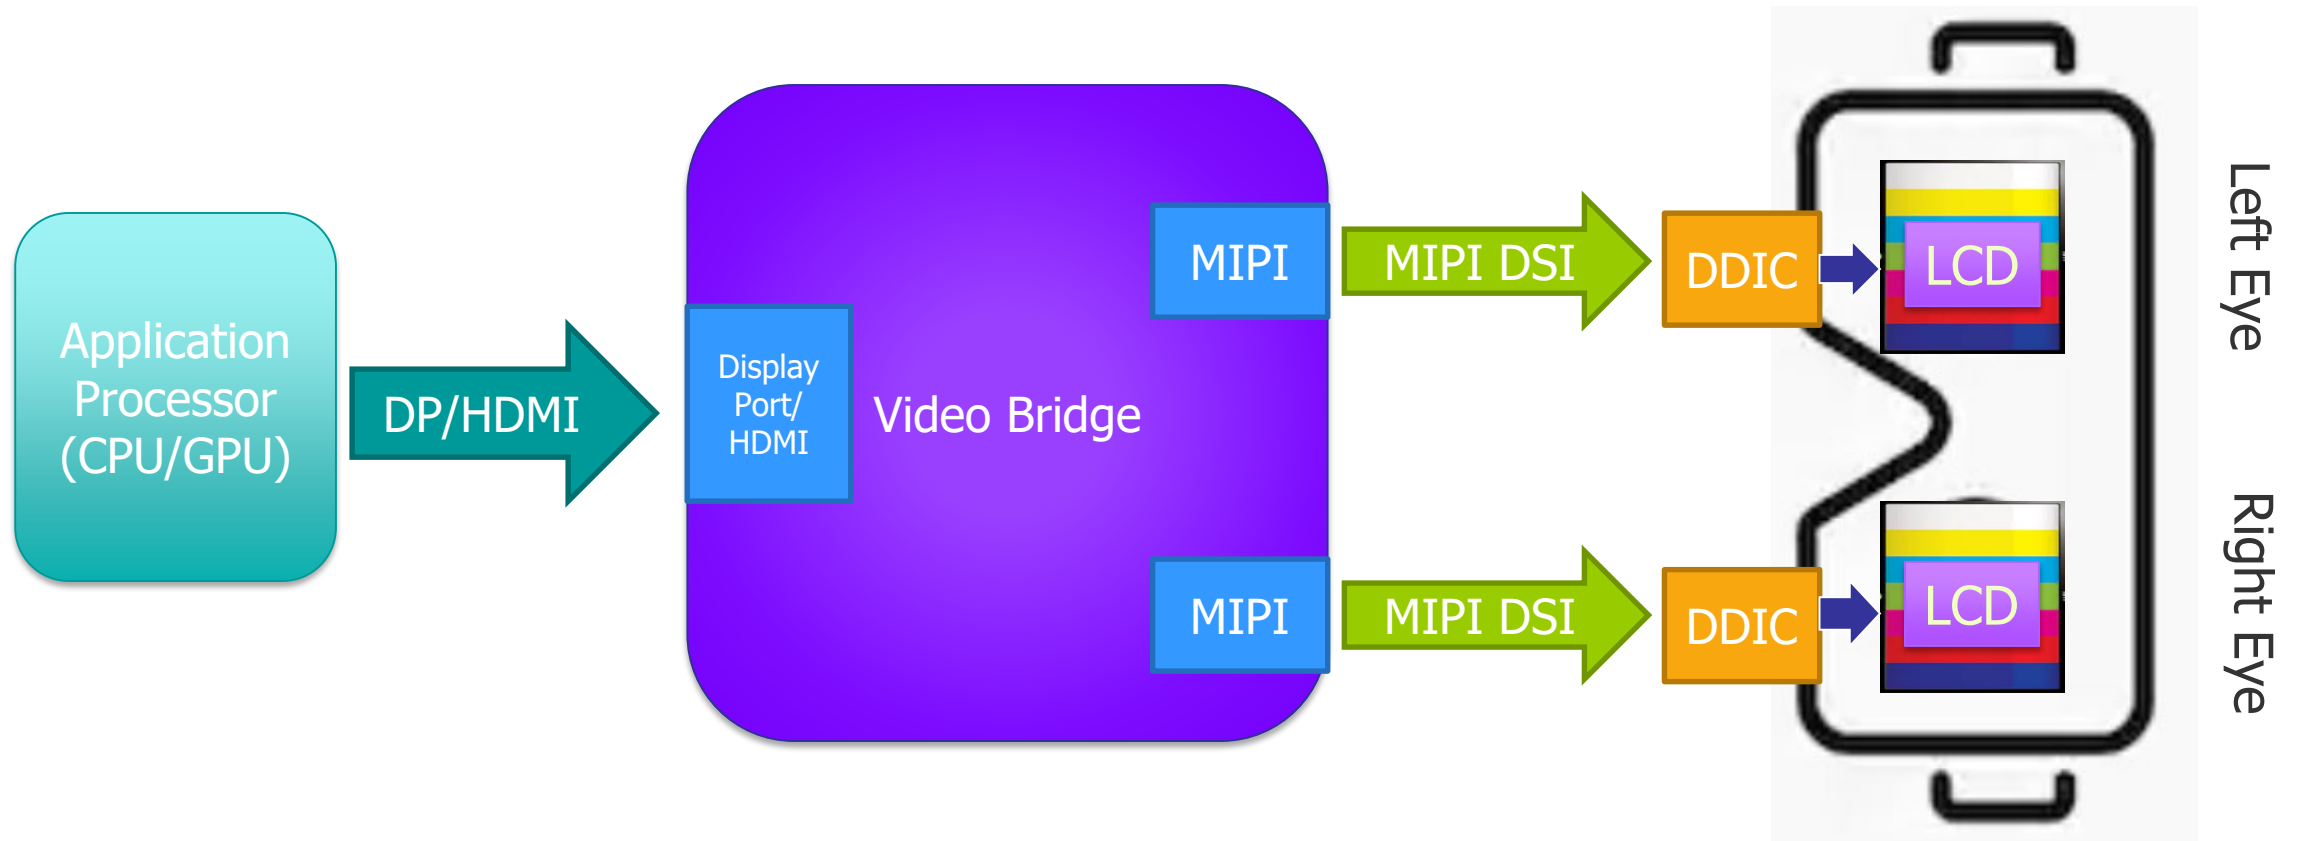 Application
Processor
(CPU/GPU)
DP/HDMI
Display
Port/
HDMI
Video Bridge
MIPI
MIPI DSI
DDIC
LCD
Left Eye
MIPI
MIPI DSI
DDIC
LCD
Right Eye